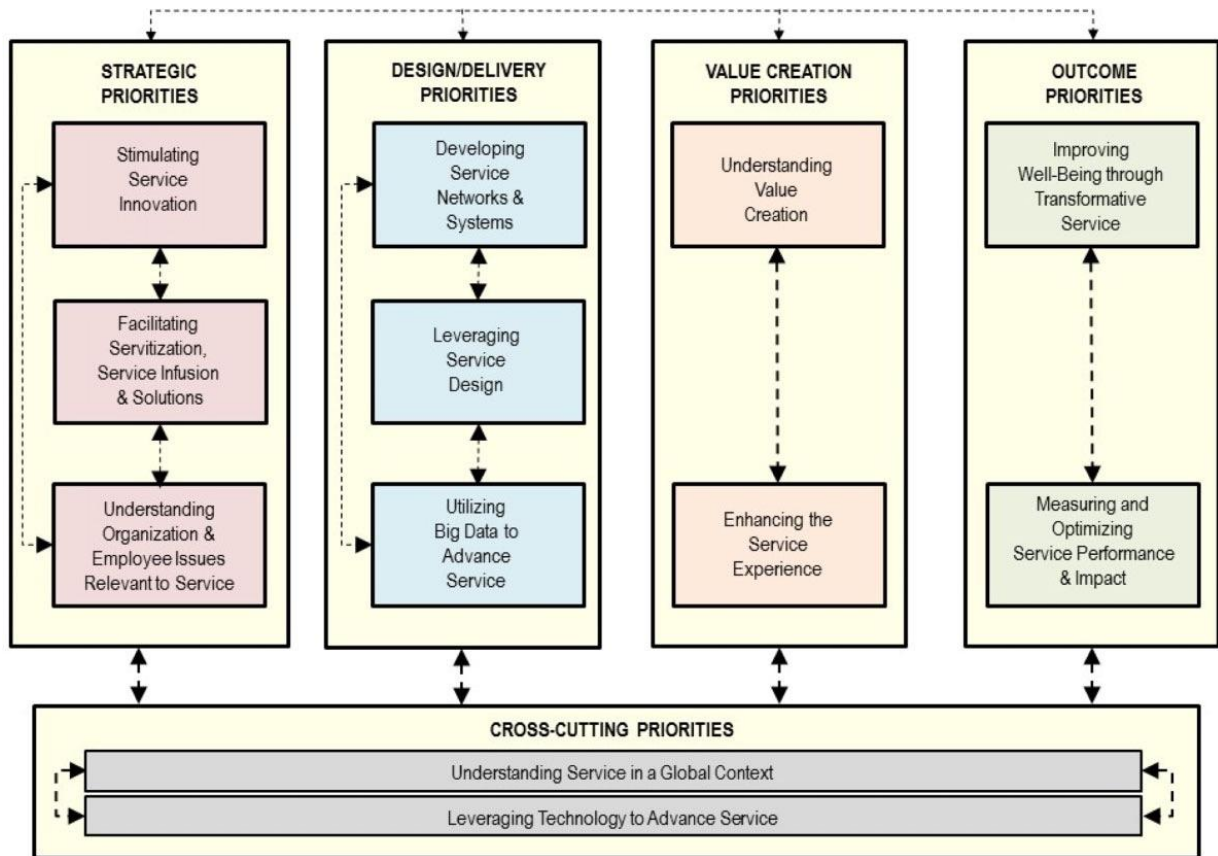 STRATEGIC
PRIORITIES
Stimulating
Service
Innovation
Facilitating
Servitization,
Service Infusion
& Solutions
Understanding
Organization &
Employee Issues
Relevant to Service
DESIGN/DELIVERY
PRIORITIES
Developing
Service
Networks &
Systems
Leveraging
Service
Design
Utilizing
Big Data to
Advance
Service
VALUE CREATION
PRIORITIES
Understanding
Value
Creation
Enhancing the
Service
Experience
OUTCOME
PRIORITIES
Improving
Well-Being through
Transformative
Service
Measuring and
Optimizing
Service Performance
& Impact
CROSS-CUTTING PRIORITIES
Understanding Service in a Global Context
Leveraging Technology to Advance Service